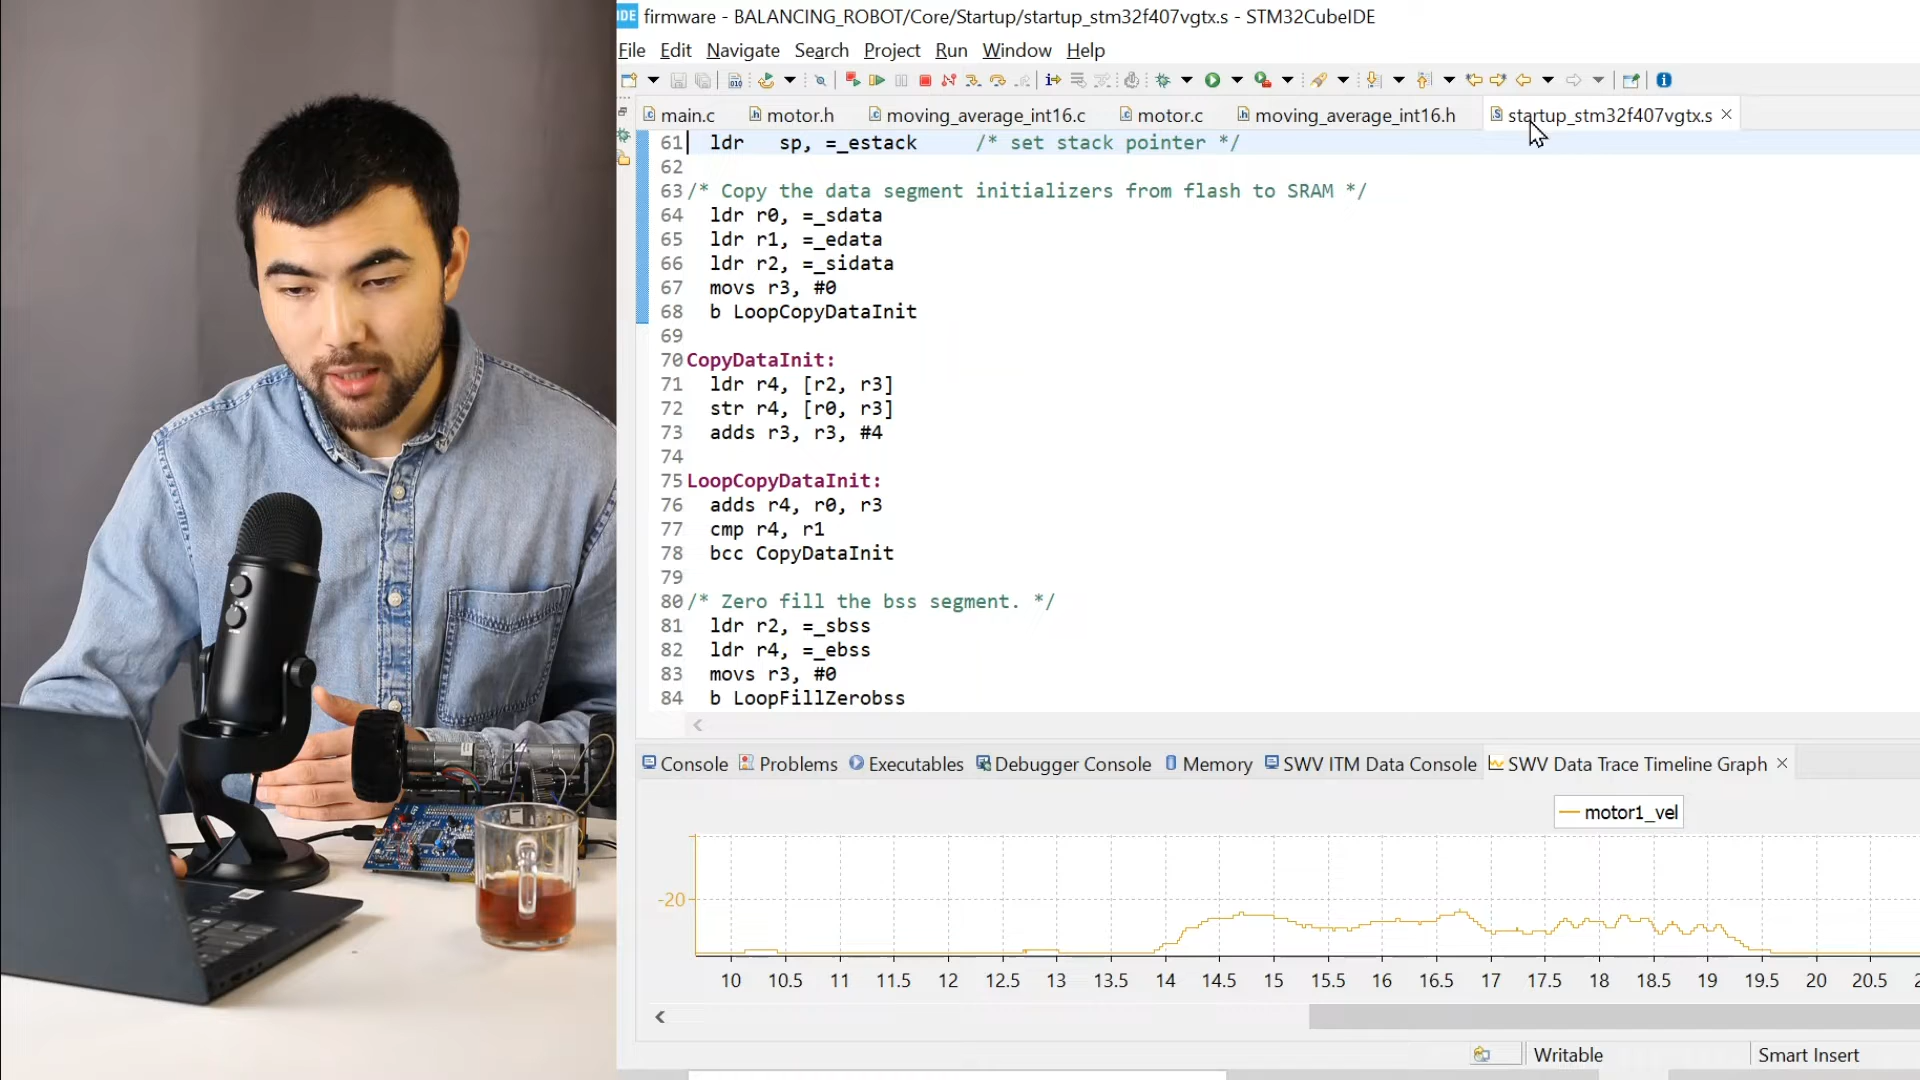 IDE firmware - BALANCING_ROBOT/Core/Startup/startup_stm32f407vgtx.s - STM32CubeIDE
File Edit Navigate Search Project Run Window Help
main.c motor.h moving_average_int16.c motor.c moving_average_int16.h startup_stm32f407vgtx.s
61 ldr sp, =_estack /* set stack pointer */
62
63 /* Copy the data segment initializers from flash to SRAM */
64 ldr r0, =_sdata
65 ldr r1, =_edata
66 ldr r2, =_sidata
67 movs r3, #0
68 b LoopCopyDataInit
69
70 CopyDataInit:
71 ldr r4, [r2, r3]
72 str r4, [r0, r3]
73 adds r3, r3, #4
74
75 LoopCopyDataInit:
76 adds r4, r0, r3
77 cmp r4, r1
78 bcc CopyDataInit
79
80 /* Zero fill the bss segment. */
81 ldr r2, =_sbss
82 ldr r4, =_ebss
83 movs r3, #0
84 b LoopFillZerobss
Console Problems Executables Debugger Console Memory SWV ITM Data Console SWV Data Trace Timeline Graph
motor1_vel
-20
10 10.5 11 11.5 12 12.5 13 13.5 14 14.5 15 15.5 16 16.5 17 17.5 18 18.5 19 19.5 20 20.5
Writable Smart Insert